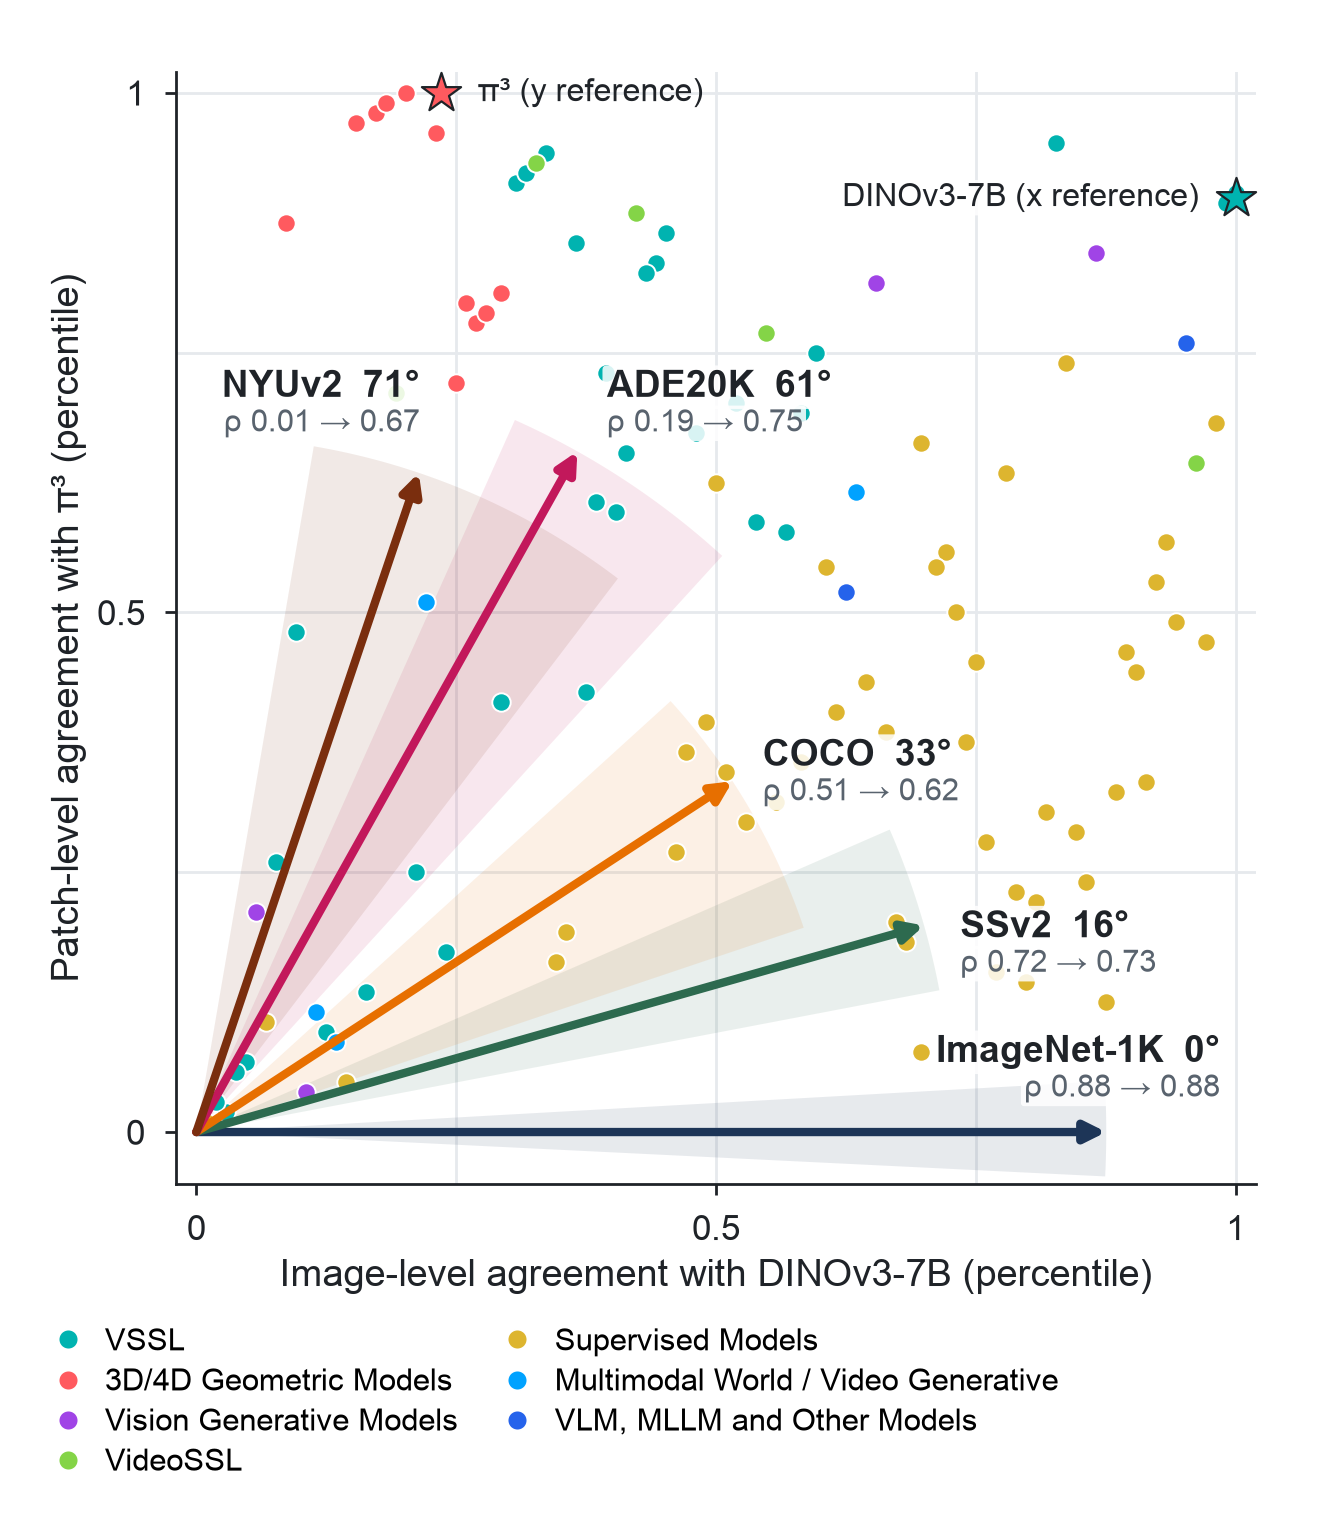 π³ (y reference)
DINOv3-7B (x reference)
NYUv2 71°
ρ 0.01 → 0.67
ADE20K 61°
ρ 0.19 → 0.75
COCO 33°
ρ 0.51 → 0.62
SSv2 16°
ρ 0.72 → 0.73
ImageNet-1K 0°
ρ 0.88 → 0.88
Patch-level agreement with π³ (percentile)
1
0.5
0
0
0.5
1
Image-level agreement with DINOv3-7B (percentile)
VSSL
3D/4D Geometric Models
Vision Generative Models
VideoSSL
Supervised Models
Multimodal World / Video Generative
VLM, MLLM and Other Models